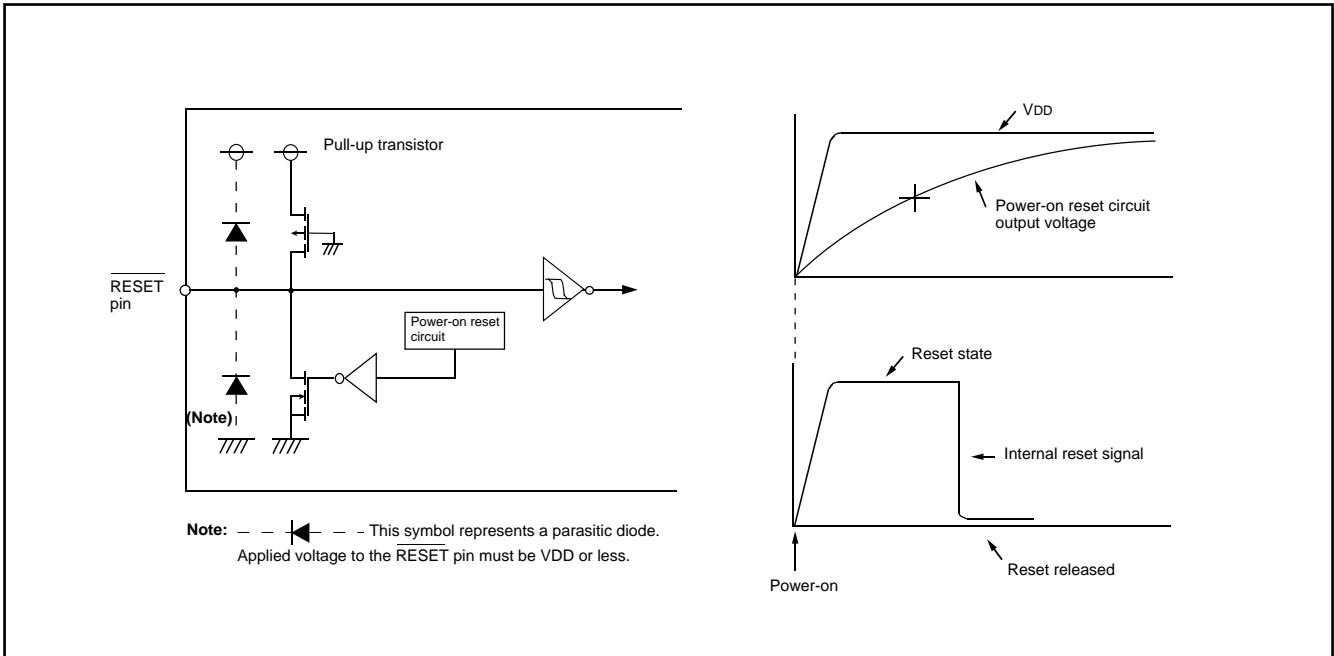 Pull-up transistor
RESET
pin
Power-on reset
circuit
(Note)
Note: This symbol represents a parasitic diode.
Applied voltage to the RESET pin must be VDD or less.
VDD
Power-on reset circuit
output voltage
Reset state
Internal reset signal
Reset released
Power-on